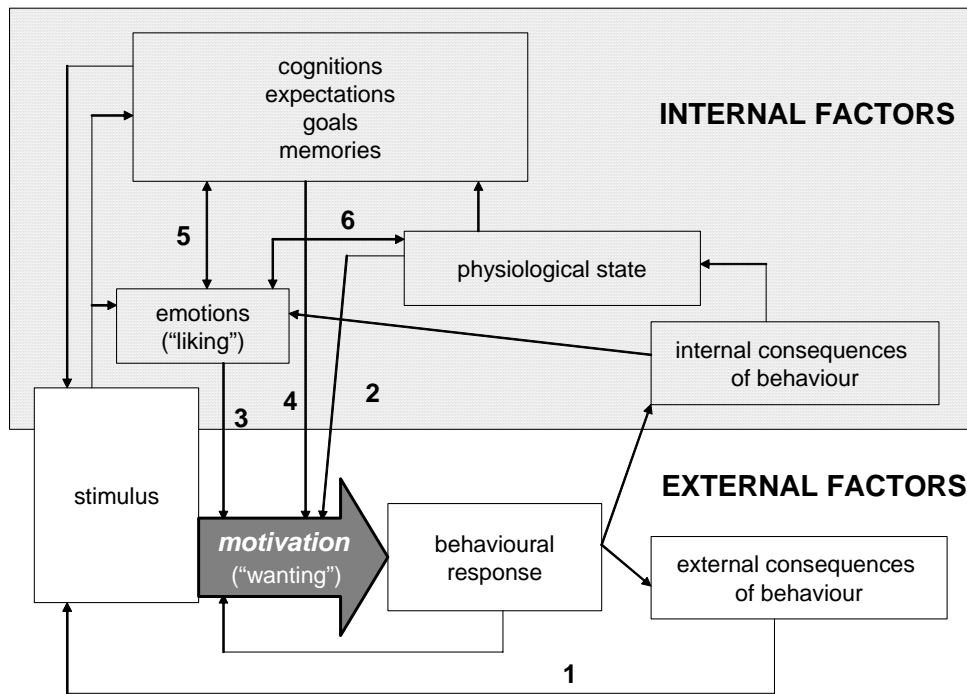 cognitions
expectations
goals
memories
INTERNAL FACTORS
5
6
physiological state
emotions
(“liking”)
internal consequences
of behaviour
3
4
2
stimulus
EXTERNAL FACTORS
motivation
(“wanting”)
behavioural
response
external consequences
of behaviour
1